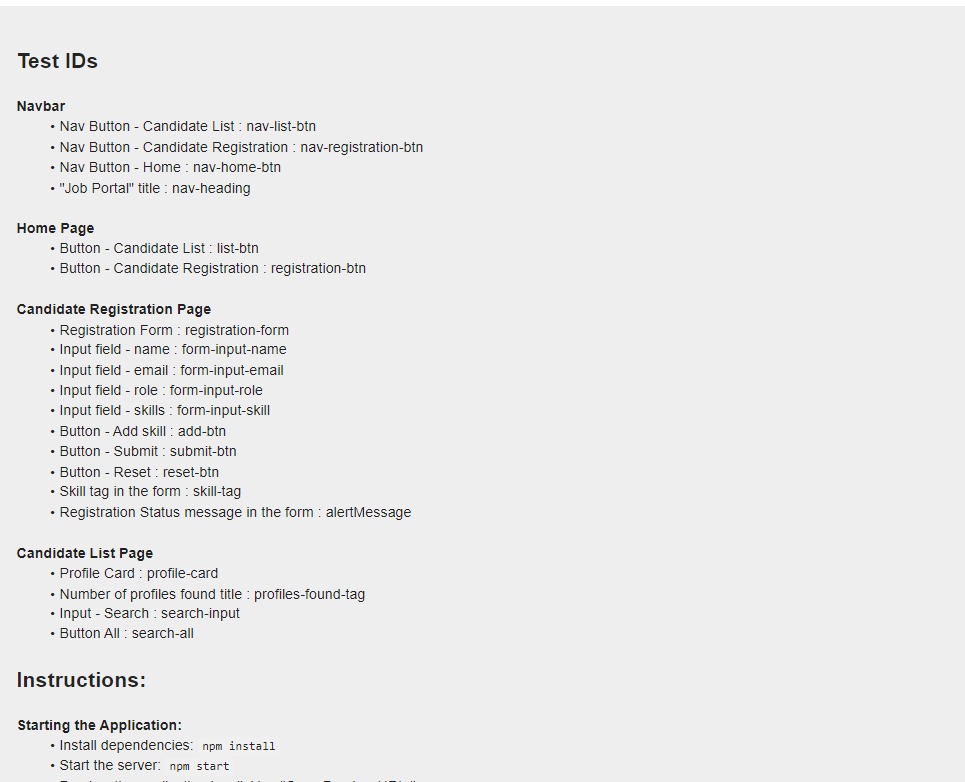 Test IDs
Navbar
• Nav Button - Candidate List : nav-list-btn
• Nav Button - Candidate Registration : nav-registration-btn
• Nav Button - Home : nav-home-btn
• "Job Portal" title : nav-heading
Home Page
• Button - Candidate List : list-btn
• Button - Candidate Registration : registration-btn
Candidate Registration Page
• Registration Form : registration-form
• Input field - name : form-input-name
• Input field - email : form-input-email
• Input field - role : form-input-role
• Input field - skills : form-input-skill
• Button - Add skill : add-btn
• Button - Submit : submit-btn
• Button - Reset : reset-btn
• Skill tag in the form : skill-tag
• Registration Status message in the form : alertMessage
Candidate List Page
• Profile Card : profile-card
• Number of profiles found title : profiles-found-tag
• Input - Search : search-input
• Button All : search-all
Instructions:
Starting the Application:
• Install dependencies: npm install
• Start the server: npm start